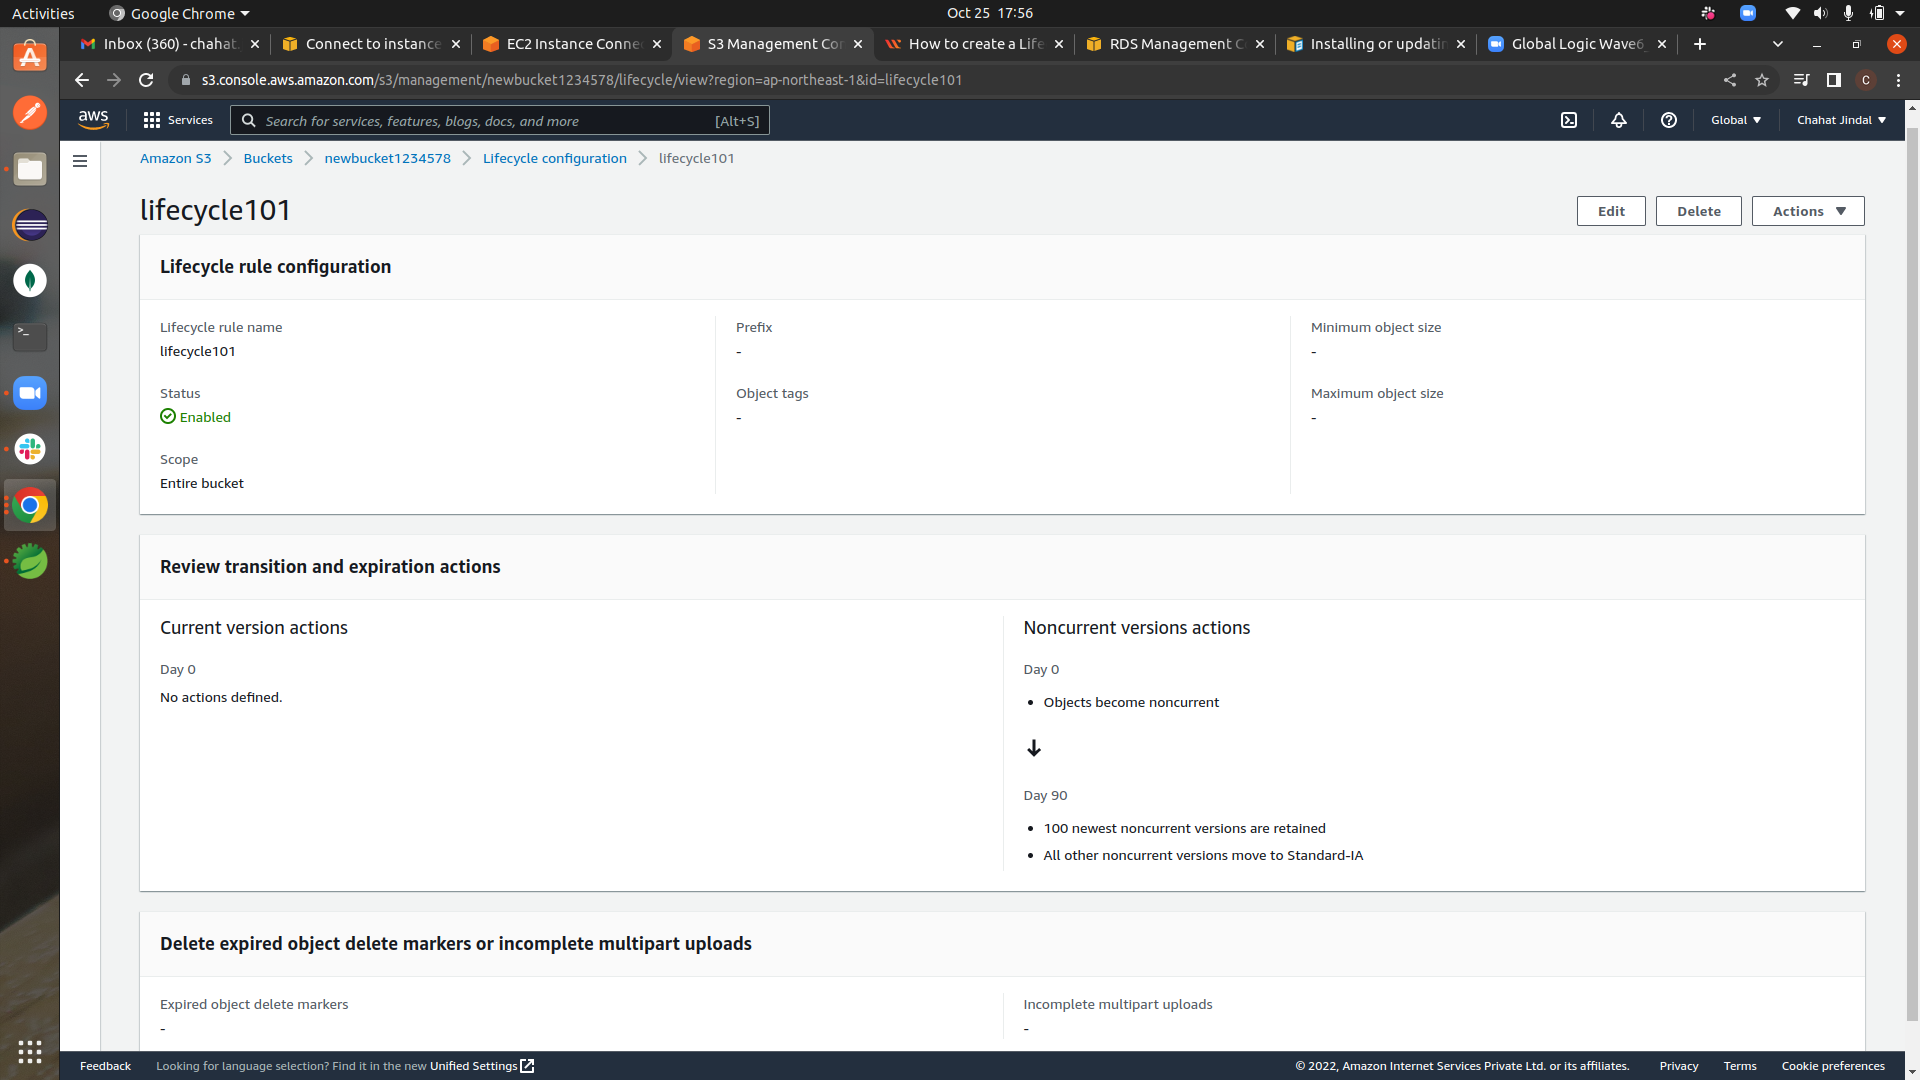 Activities Google Chrome Oct 25 17:56
Inbox (360) - chahat. Connect to instance EC2 Instance Conne S3 Management Co How to create a Life RDS Management C Installing or updatin Global Logic Wave6_
s3.console.aws.amazon.com/s3/management/newbucket1234578/lifecycle/view?region=ap-northeast-1&id=lifecycle101 C
aws Services Search for services, features, blogs, docs, and more [Alt+S] Global Chahat Jindal
Amazon S3 Buckets newbucket1234578 Lifecycle configuration lifecycle101
lifecycle101 Edit Delete Actions
Lifecycle rule configuration
Lifecycle rule name Prefix Minimum object size
lifecycle101 - -
Status Object tags Maximum object size
Enabled - -
Scope
Entire bucket
Review transition and expiration actions
Current version actions Noncurrent versions actions
Day 0 Day 0
No actions defined. Objects become noncurrent
Day 90
100 newest noncurrent versions are retained
All other noncurrent versions move to Standard-IA
Delete expired object delete markers or incomplete multipart uploads
Expired object delete markers Incomplete multipart uploads
- -
Feedback Looking for language selection? Find it in the new Unified Settings © 2022, Amazon Internet Services Private Ltd. or its affiliates. Privacy Terms Cookie preferences